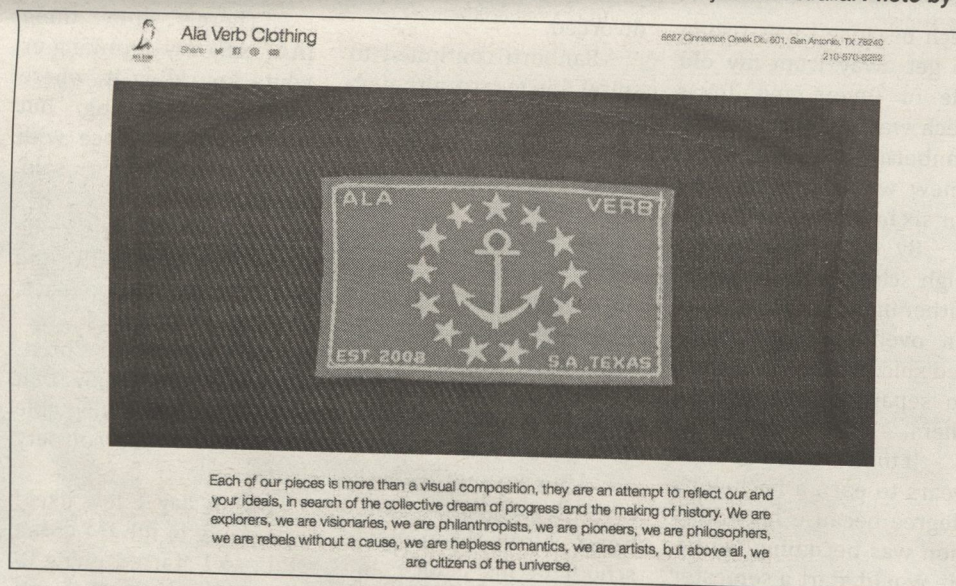 Photo by
Ala Verb Clothing
Share:
8827 Cinnamon Creek Dr., 601, San Antonio, TX 78240
ALA VERB
EST. 2008 S.A., TEXAS
Each of our pieces is more than a visual composition, they are an attempt to reflect our and
your ideals, in search of the collective dream of progress and the making of history. We are
explorers, we are visionaries, we are philanthropists, we are pioneers, we are philosophers,
we are rebels without a cause, we are helpless romantics, we are artists, but above all, we
are citizens of the universe.